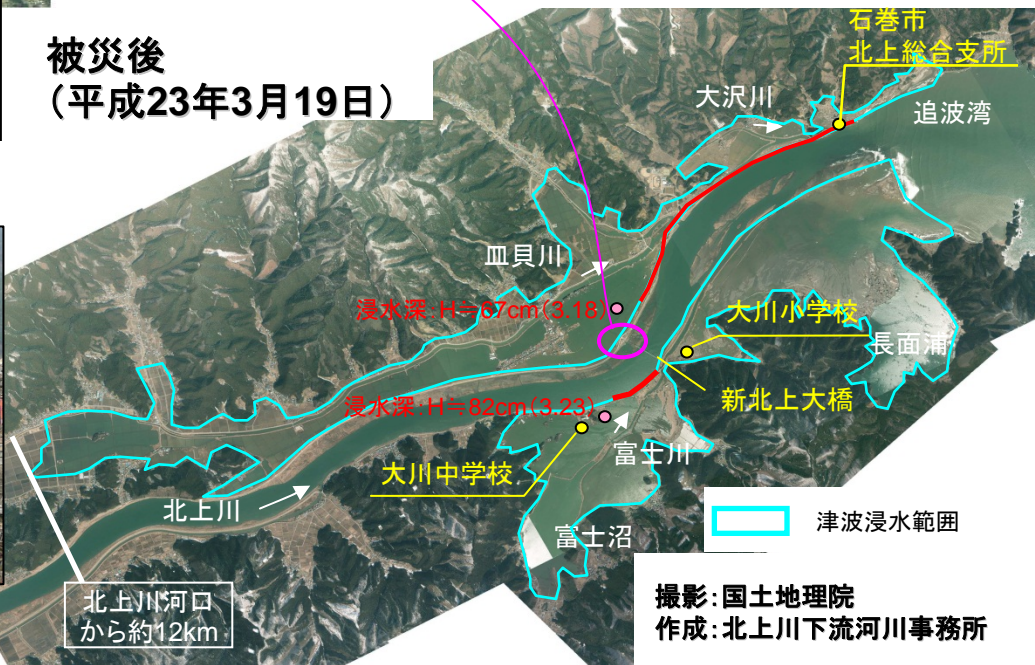 被災後
（平成23年3月19日）
石巻市
北上総合支所
大沢川
追波湾
皿貝川
浸水深：H≒67cm（3.18）
大川小学校
長面浦
新北上大橋
浸水深：H≒82cm（3.23）
富士川
大川中学校
北上川
富士沼
津波浸水範囲
北上川河口
から約12km
撮影：国土地理院
作成：北上川下流河川事務所